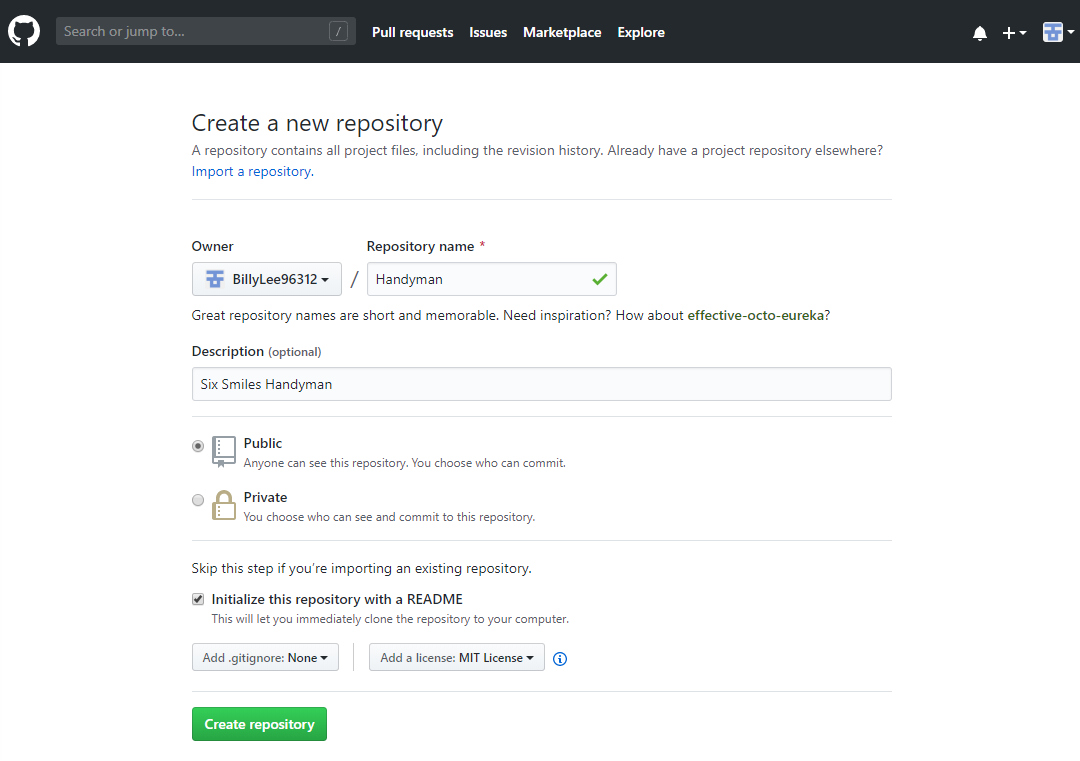 Search or jump to... / Pull requests Issues Marketplace Explore
Create a new repository
A repository contains all project files, including the revision history. Already have a project repository elsewhere?
Import a repository.
Owner Repository name *
BillyLee96312 / Handyman
Great repository names are short and memorable. Need inspiration? How about effective-octo-eureka?
Description (optional)
Six Smiles Handyman
Public
Anyone can see this repository. You choose who can commit.
Private
You choose who can see and commit to this repository.
Skip this step if you’re importing an existing repository.
Initialize this repository with a README
This will let you immediately clone the repository to your computer.
Add .gitignore: None Add a license: MIT License
Create repository